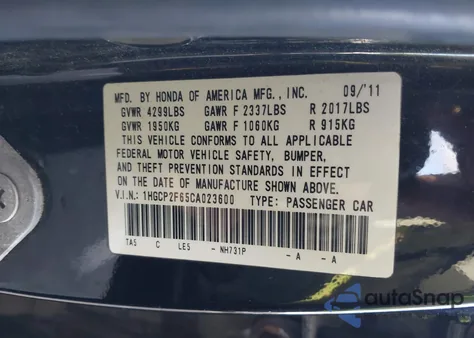 MFD. BY HONDA OF AMERICA MFG., INC. 09/'11
GVWR 4299LBS GAWR F 2337LBS R 2017LBS
GVWR 1950KG GAWR F 1060KG R 915KG
THIS VEHICLE CONFORMS TO ALL APPLICABLE
FEDERAL MOTOR VEHICLE SAFETY, BUMPER,
AND THEFT PREVENTION STANDARDS IN EFFECT
ON THE DATE OF MANUFACTURE SHOWN ABOVE.
V.I.N.: 1HGCP2F65CA023600 TYPE: PASSENGER CAR
TA5 C LE5 - NH731P - A - A
autoSnap